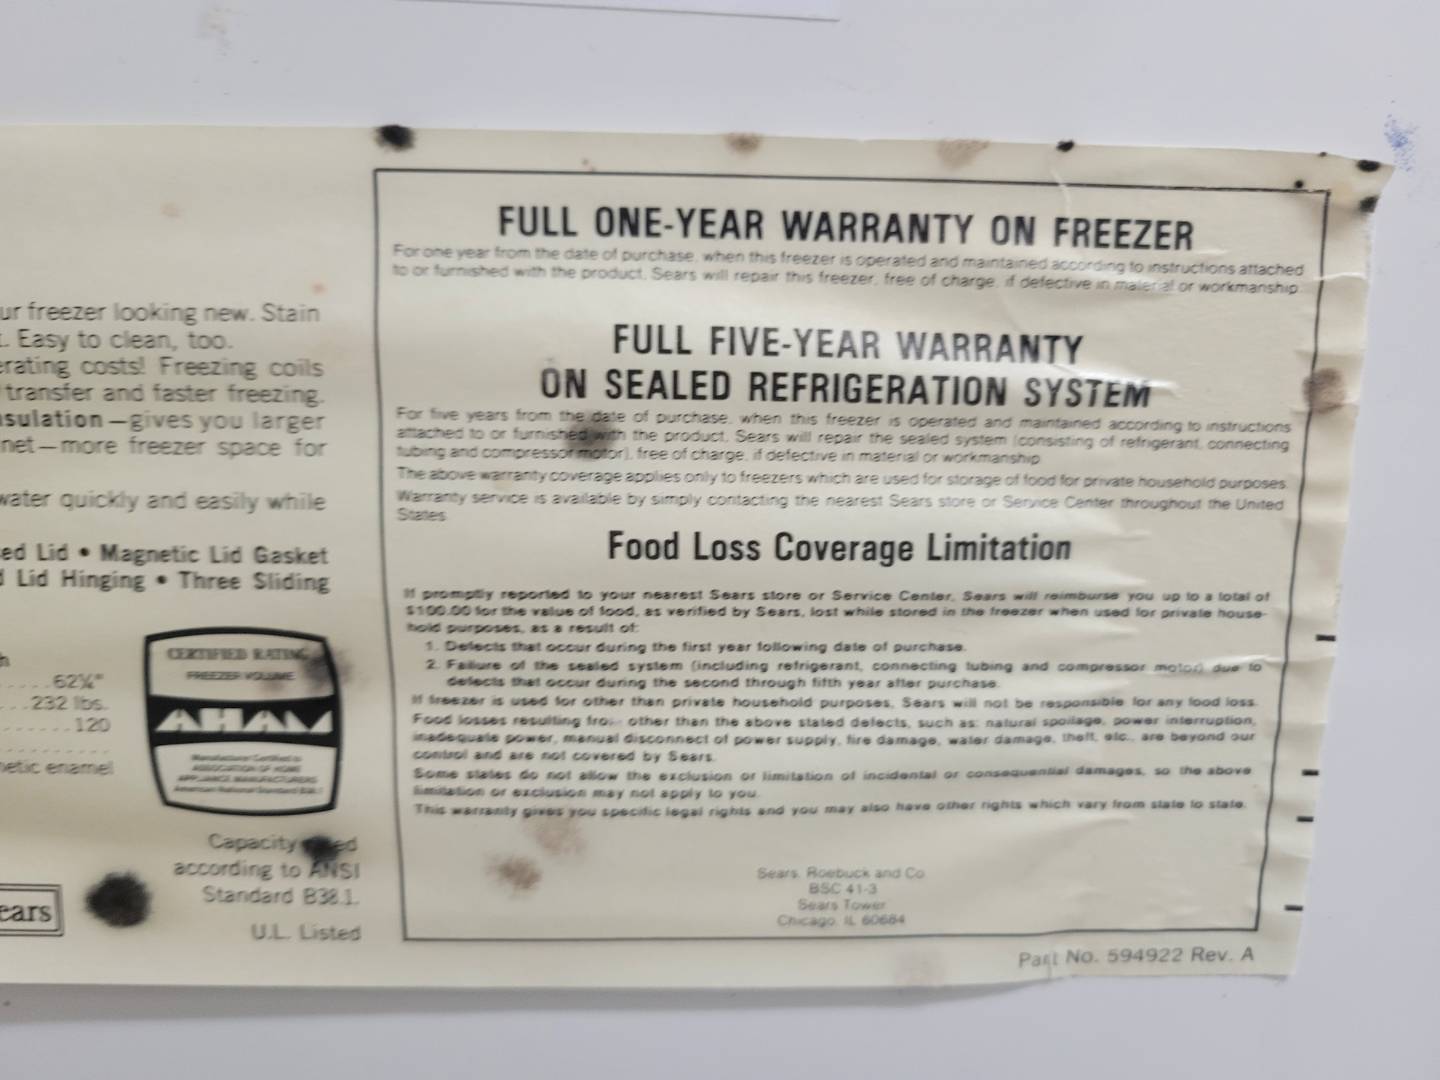 ur freezer looking new. Stain
. Easy to clean, too.
erating costs! Freezing coils
transfer and faster freezing.
sulation—gives you larger
net—more freezer space for
water quickly and easily while
ed Lid • Magnetic Lid Gasket
d Lid Hinging • Three Sliding
h
.....62¼"
...232 lbs.
.......120
netic enamel
CERTIFIED RATING
FREEZER VOLUME
AHAM
Manufacturer Certified to
ASSOCIATION OF HOME
APPLIANCE MANUFACTURERS
American National Standard B38.1
Capacity rated
according to ANSI
Standard B38.1.
U.L. Listed
ears
FULL ONE-YEAR WARRANTY ON FREEZER
For one year from the date of purchase, when this freezer is operated and maintained according to instructions attached
to or furnished with the product, Sears will repair this freezer, free of charge, if defective in material or workmanship.
FULL FIVE-YEAR WARRANTY
ON SEALED REFRIGERATION SYSTEM
For five years from the date of purchase, when this freezer is operated and maintained according to instructions
attached to or furnished with the product, Sears will repair the sealed system (consisting of refrigerant, connecting
tubing and compressor motor), free of charge, if defective in material or workmanship.
The above warranty coverage applies only to freezers which are used for storage of food for private household purposes.
Warranty service is available by simply contacting the nearest Sears store or Service Center throughout the United
States.
Food Loss Coverage Limitation
If promptly reported to your nearest Sears store or Service Center, Sears will reimburse you up to a total of
$100.00 for the value of food, as verified by Sears, lost while stored in the freezer when used for private house-
hold purposes, as a result of:
1. Defects that occur during the first year following date of purchase.
2. Failure of the sealed system (including refrigerant, connecting tubing and compressor motor) due to
defects that occur during the second through fifth year after purchase.
If freezer is used for other than private household purposes, Sears will not be responsible for any food loss.
Food losses resulting from other than the above stated defects, such as: natural spoilage, power interruption,
inadequate power, manual disconnect of power supply, fire damage, water damage, theft, etc., are beyond our
control and are not covered by Sears.
Some states do not allow the exclusion or limitation of incidental or consequential damages, so the above
limitation or exclusion may not apply to you.
This warranty gives you specific legal rights and you may also have other rights which vary from state to state.
Sears, Roebuck and Co.
BSC 41-3
Sears Tower
Chicago, IL 60684
Part No. 594922 Rev. A